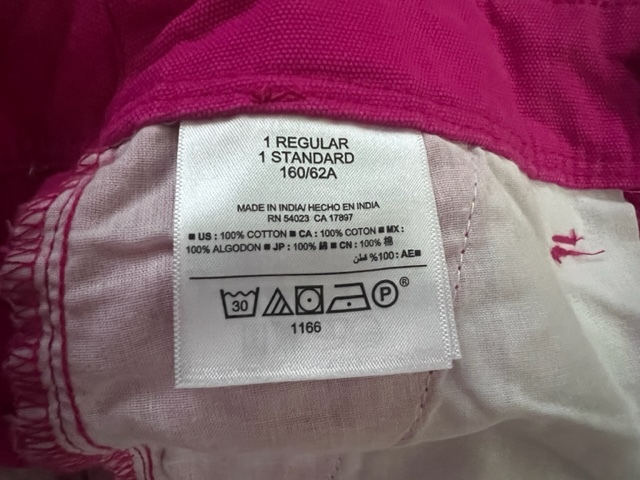 1 REGULAR
1 STANDARD
160/62A
MADE IN INDIA/ HECHO EN INDIA
RN 54023 CA 17897
■ US : 100% COTTON ■ CA : 100% COTON ■ MX :
100% ALGODON ■ JP : 100% 綿 ■ CN : 100% 棉
■ AE : 100% قطن
30 P ®
1166